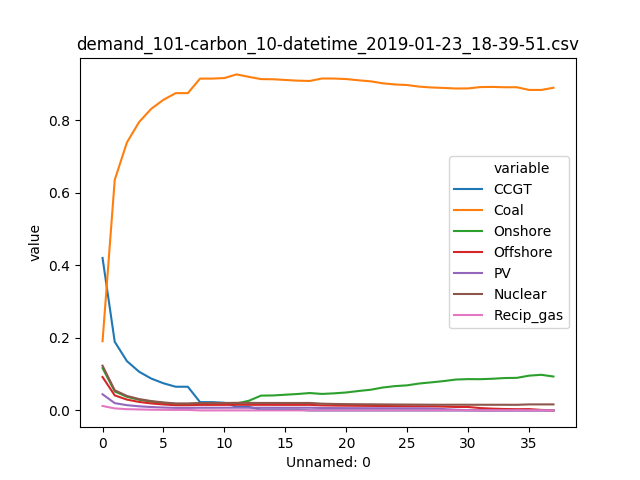 demand_101-carbon_10-datetime_2019-01-23_18-39-51.csv
value
0.8
0.6
0.4
0.2
0.0
variable
CCGT
Coal
Onshore
Offshore
PV
Nuclear
Recip_gas
0 5 10 15 20 25 30 35
Unnamed: 0